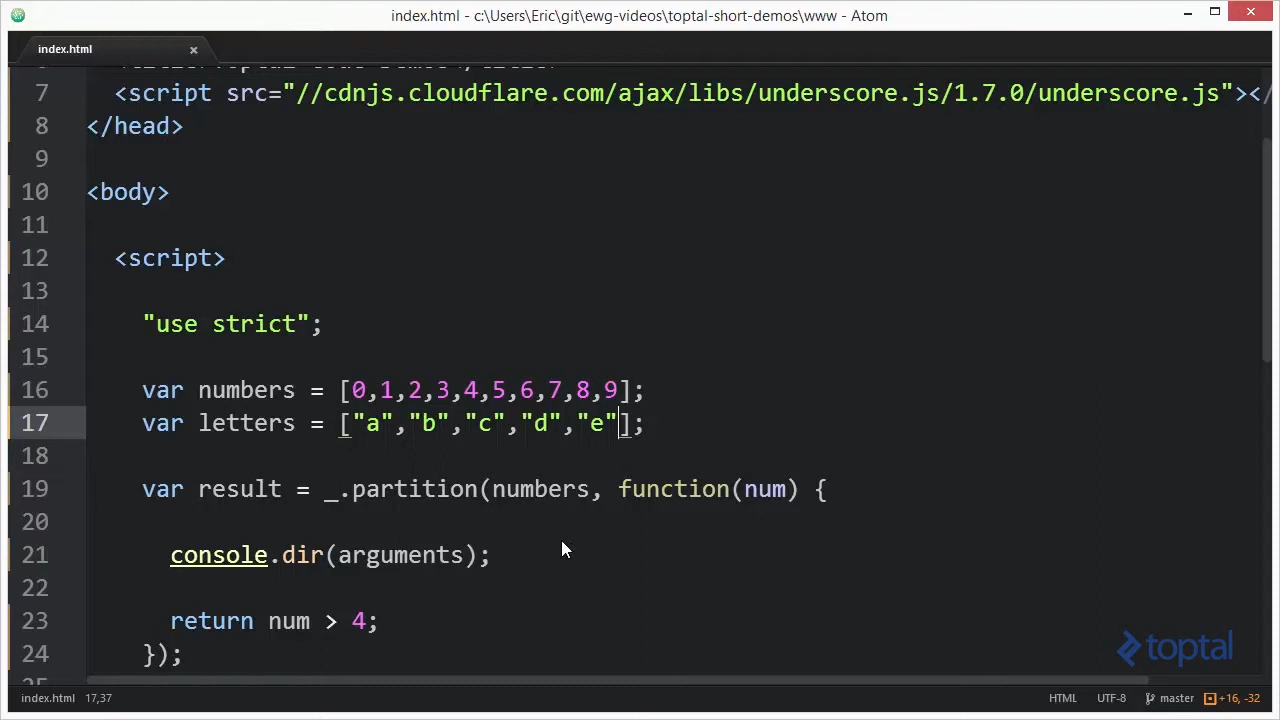 index.html - c:\Users\Eric\git\ewg-videos\toptal-short-demos\www - Atom
index.html
7 <script src="//cdnjs.cloudflare.com/ajax/libs/underscore.js/1.7.0/underscore.js"></
8 </head>
9
10 <body>
11
12 <script>
13
14 "use strict";
15
16 var numbers = [0,1,2,3,4,5,6,7,8,9];
17 var letters = ["a","b","c","d","e"];
18
19 var result = _.partition(numbers, function(num) {
20
21 console.dir(arguments);
22
23 return num > 4;
24 });
toptal
index.html 17,37 HTML UTF-8 master +16, -32